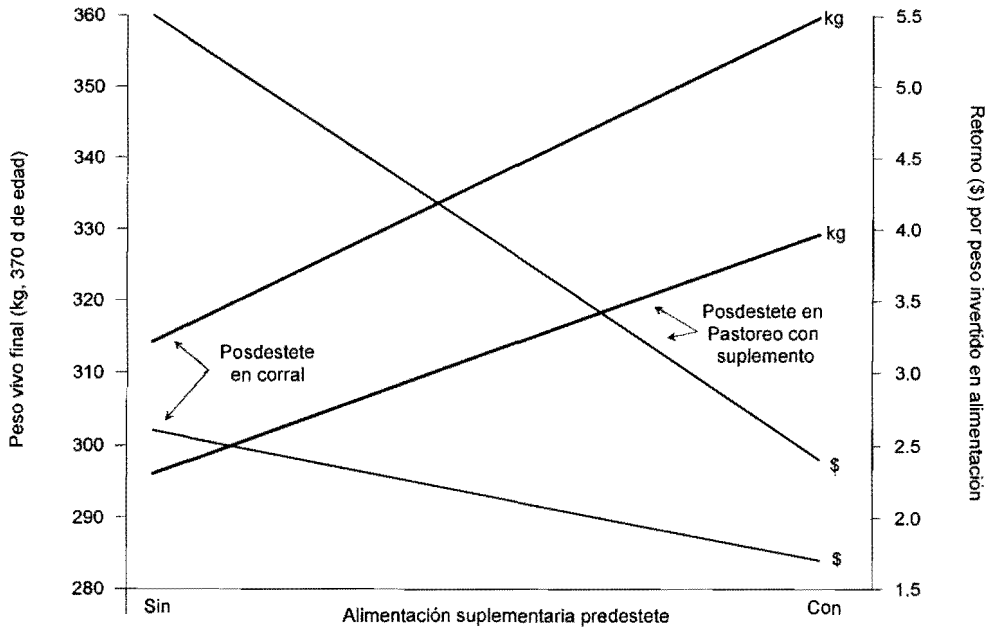 Peso vivo final (kg, 370 d de edad)
360
350
340
330
320
310
300
290
280
5.5
5.0
4.5
4.0
3.5
3.0
2.5
2.0
1.5
Retorno ($) por peso invertido en alimentación
kg
kg
$
$
Posdestete
en corral
Posdestete en
Pastoreo con
suplemento
Sin
Alimentación suplementaria predestete
Con